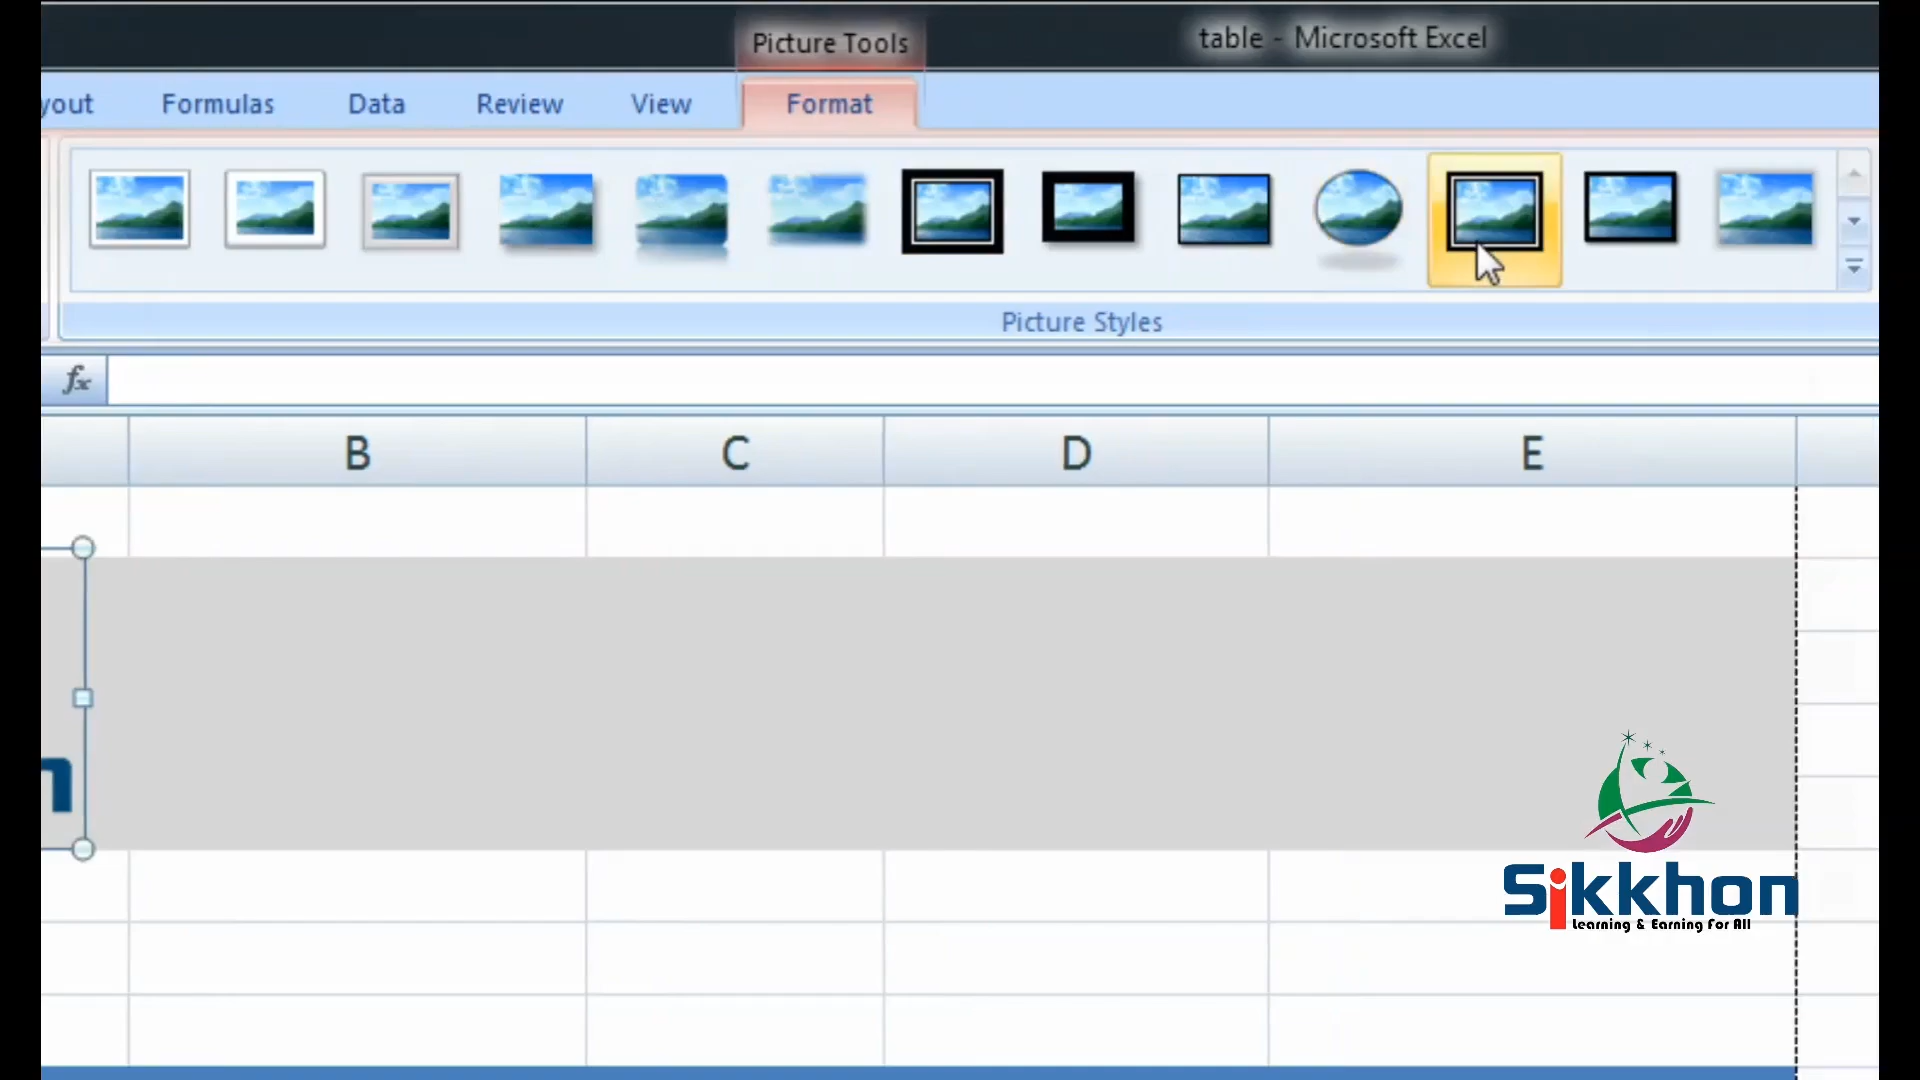 Picture Tools
table - Microsoft Excel
yout Formulas Data Review View Format
Picture Styles
fx
B C D E
n
Sikkhon
Learning & Earning For All